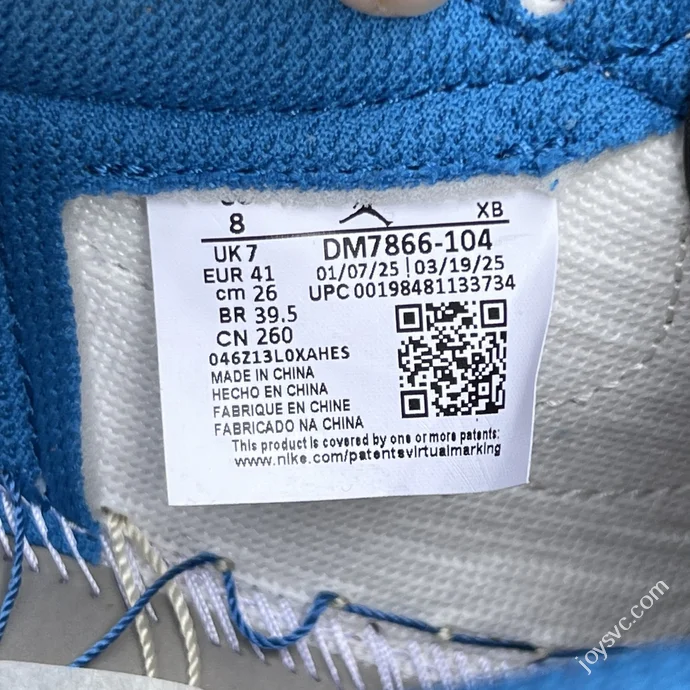 8
XB
UK 7
DM7866-104
EUR 41
01/07/25 | 03/19/25
cm 26
UPC 00198481133734
BR 39.5
CN 260
046Z13L0XAHES
MADE IN CHINA
HECHO EN CHINA
FABRIQUE EN CHINE
FABRICADO NA CHINA
This product is covered by one or more patents:
www.nike.com/patentsvirtualmarking
joysvc.com